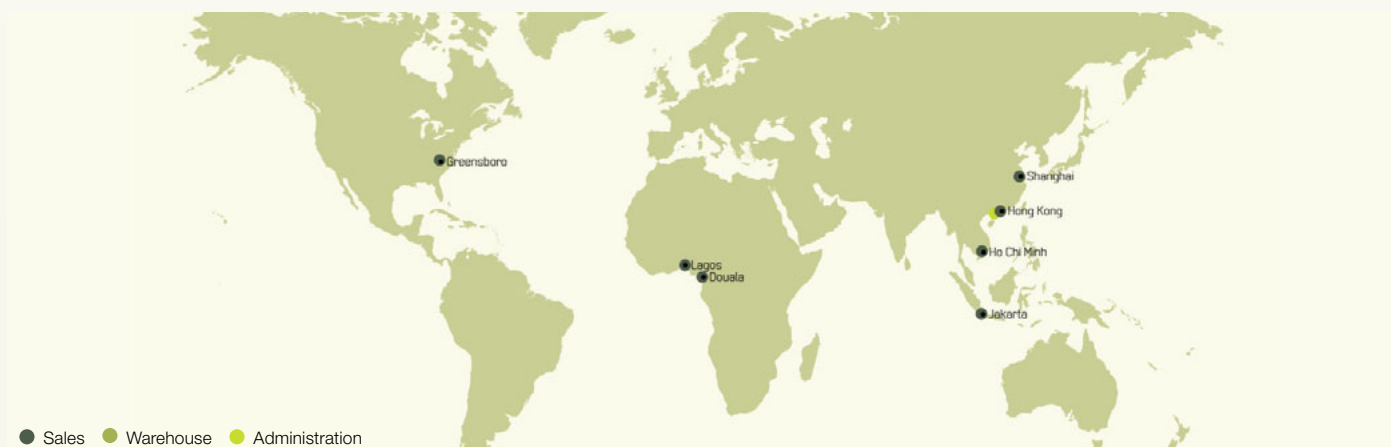 Greensboro
Shanghai
Hong Kong
Ho Chi Minh
Lagos
Douala
Jakarta
Sales Warehouse Administration